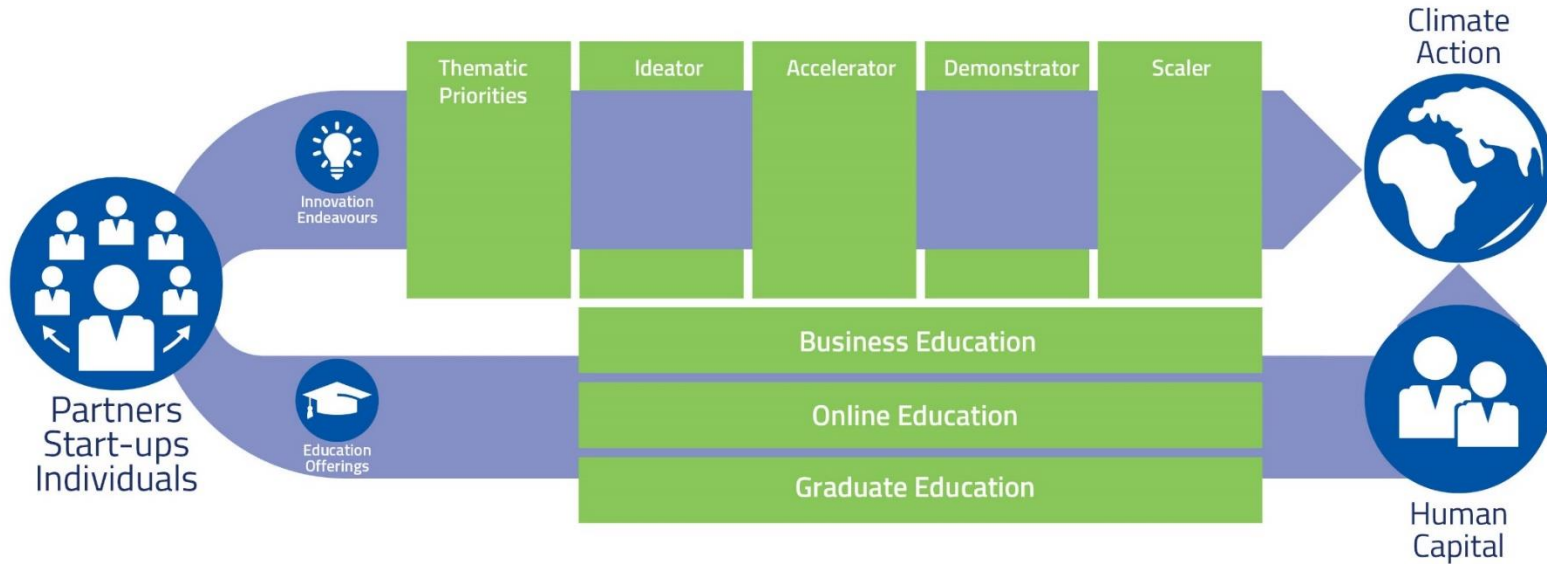 Climate
Action
Thematic
Priorities
Ideator
Accelerator
Demonstrator
Scaler
Innovation
Endeavours
Partners
Start-ups
Individuals
Business Education
Online Education
Graduate Education
Education
Offerings
Human
Capital